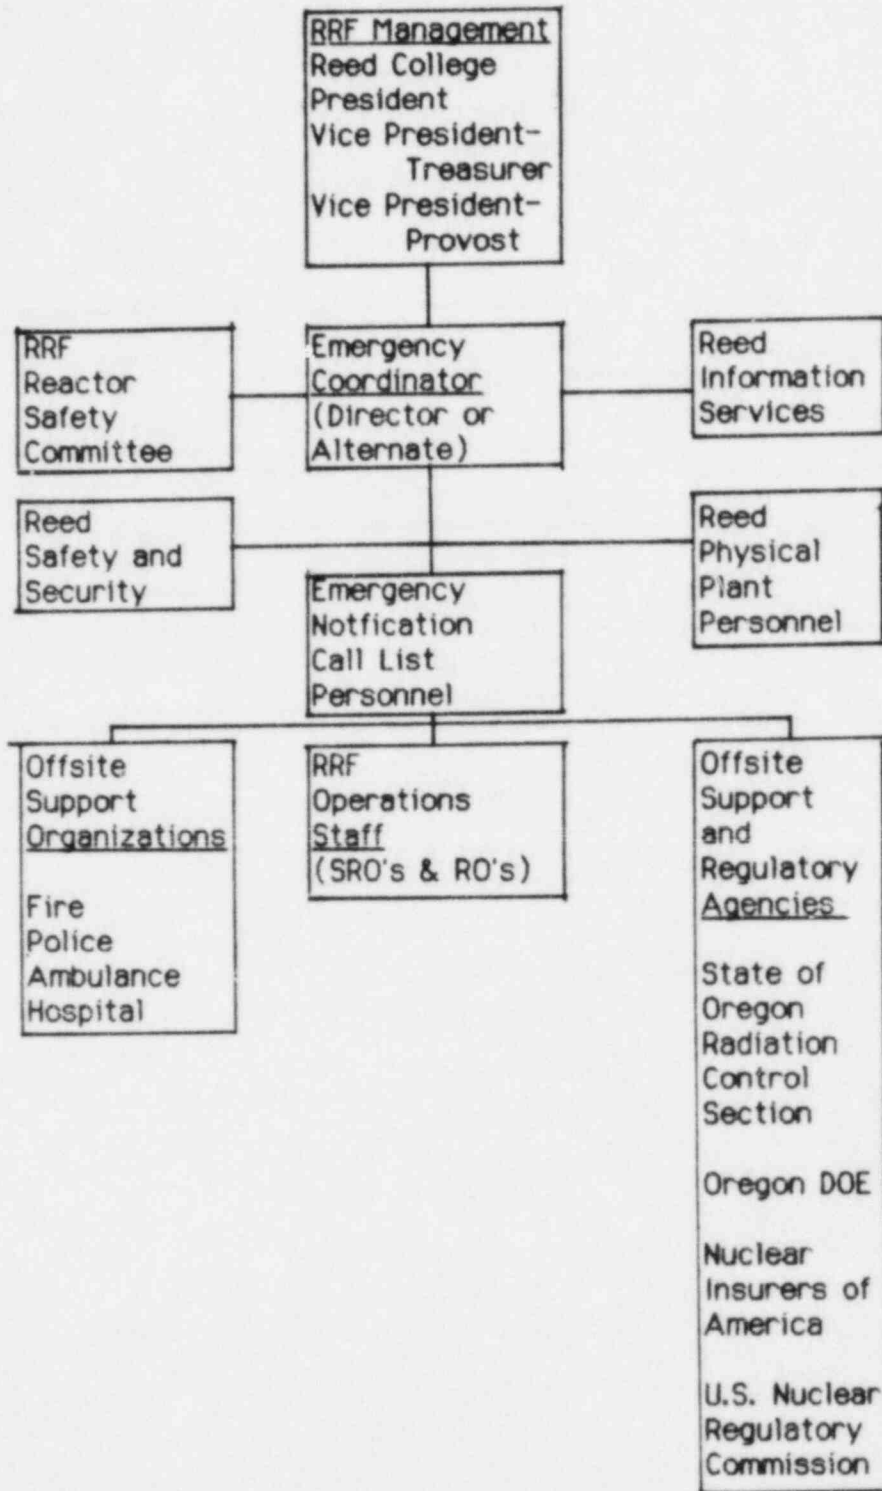 RRF Management
Reed College
President
Vice President-
Treasurer
Vice President-
Provost
RRF
Reactor
Safety
Committee
Emergency
Coordinator
(Director or
Alternate)
Reed
Information
Services
Reed
Safety and
Security
Reed
Physical
Plant
Personnel
Emergency
Notfication
Call List
Personnel
Offsite
Support
Organizations
Fire
Police
Ambulance
Hospital
RRF
Operations
Staff
(SRO's & RO's)
Offsite
Support
and
Regulatory
Agencies
State of
Oregon
Radiation
Control
Section
Oregon DOE
Nuclear
Insurers of
America
U.S. Nuclear
Regulatory
Commission